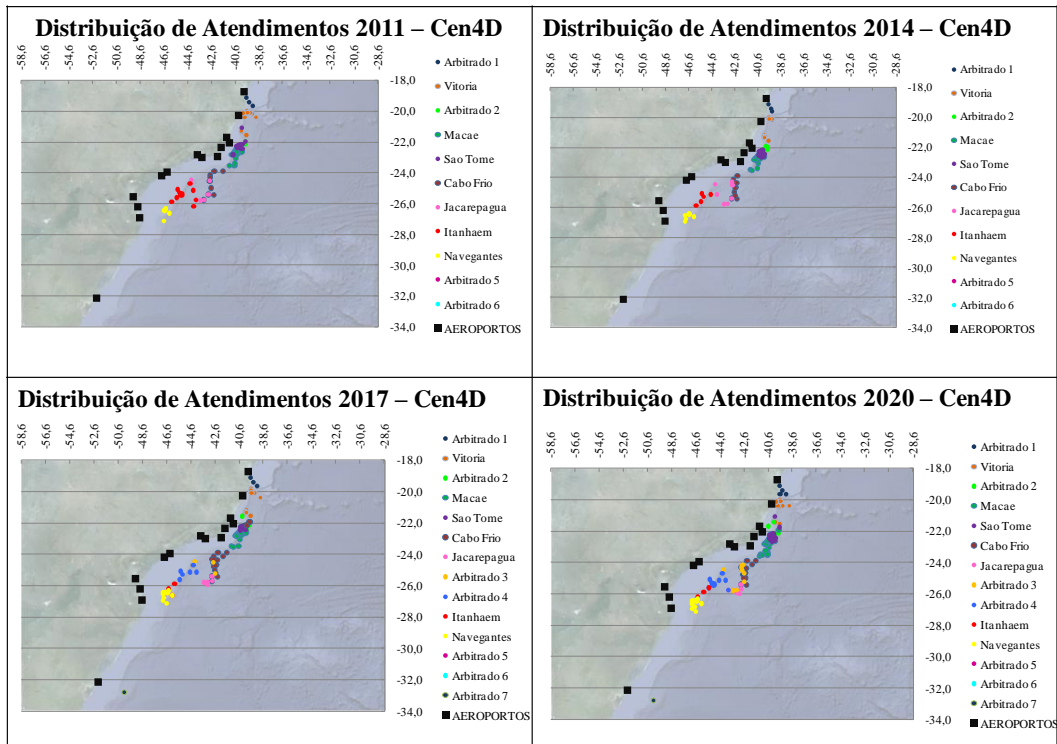 Distribuição de Atendimentos 2011 – Cen4D
-58,6
-56,6
-54,6
-52,6
-50,6
-48,6
-46,6
-44,6
-42,6
-40,6
-38,6
-36,6
-34,6
-32,6
-30,6
-28,6
-18,0
-20,0
-22,0
-24,0
-26,0
-28,0
-30,0
-32,0
-34,0
Arbitrado 1
Vitoria
Arbitrado 2
Macae
Sao Tome
Cabo Frio
Jacarepagua
Itanhaem
Navegantes
Arbitrado 5
Arbitrado 6
AEROPORTOS
Distribuição de Atendimentos 2014 – Cen4D
-58,6
-56,6
-54,6
-52,6
-50,6
-48,6
-46,6
-44,6
-42,6
-40,6
-38,6
-36,6
-34,6
-32,6
-30,6
-28,6
-18,0
-20,0
-22,0
-24,0
-26,0
-28,0
-30,0
-32,0
-34,0
Arbitrado 1
Vitoria
Arbitrado 2
Macae
Sao Tome
Cabo Frio
Jacarepagua
Itanhaem
Navegantes
Arbitrado 5
Arbitrado 6
AEROPORTOS
Distribuição de Atendimentos 2017 – Cen4D
-58,6
-56,6
-54,6
-52,6
-50,6
-48,6
-46,6
-44,6
-42,6
-40,6
-38,6
-36,6
-34,6
-32,6
-30,6
-28,6
-18,0
-20,0
-22,0
-24,0
-26,0
-28,0
-30,0
-32,0
-34,0
Arbitrado 1
Vitoria
Arbitrado 2
Macae
Sao Tome
Cabo Frio
Jacarepagua
Arbitrado 3
Arbitrado 4
Itanhaem
Navegantes
Arbitrado 5
Arbitrado 6
Arbitrado 7
AEROPORTOS
Distribuição de Atendimentos 2020 – Cen4D
-58,6
-56,6
-54,6
-52,6
-50,6
-48,6
-46,6
-44,6
-42,6
-40,6
-38,6
-36,6
-34,6
-32,6
-30,6
-28,6
-18,0
-20,0
-22,0
-24,0
-26,0
-28,0
-30,0
-32,0
-34,0
Arbitrado 1
Vitoria
Arbitrado 2
Macae
Sao Tome
Cabo Frio
Jacarepagua
Arbitrado 3
Arbitrado 4
Itanhaem
Navegantes
Arbitrado 5
Arbitrado 6
Arbitrado 7
AEROPORTOS